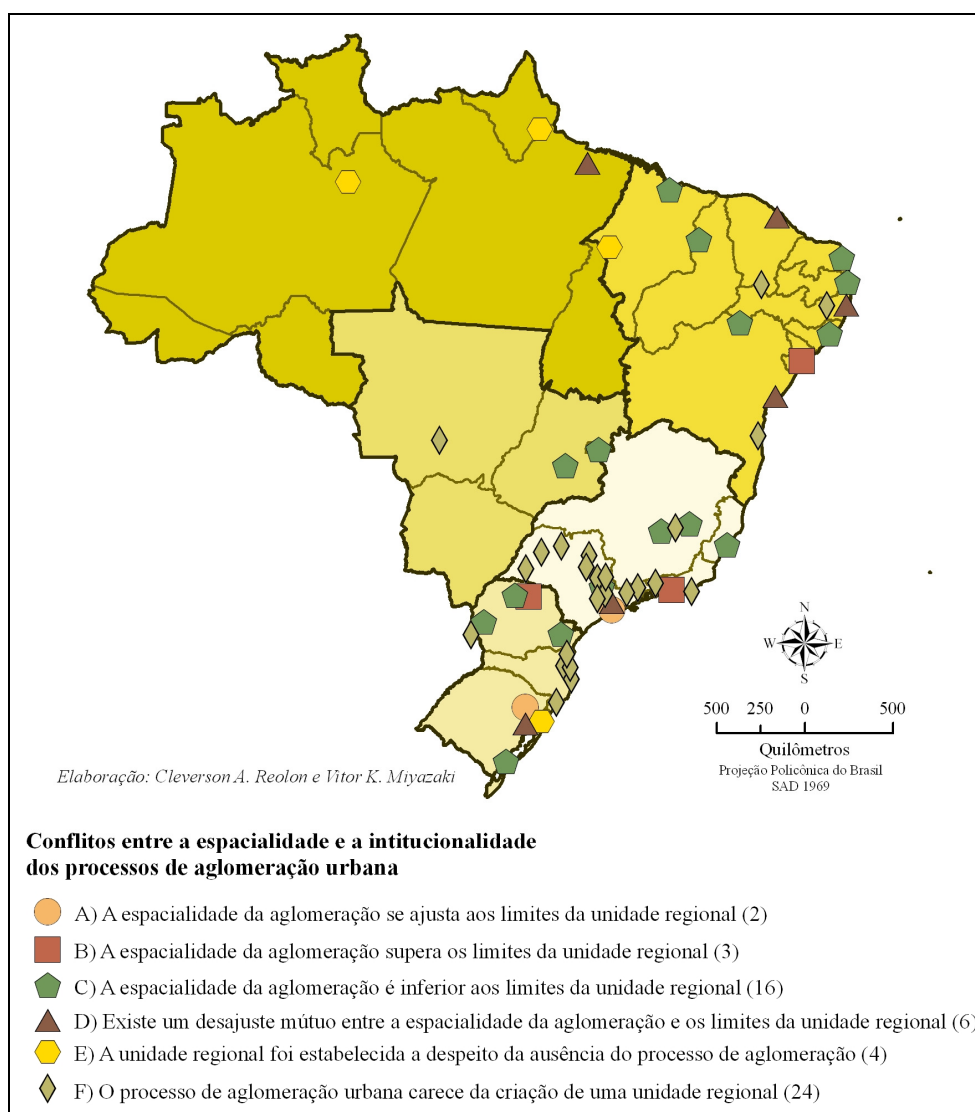 N
W E
S
500 250 0 500
Quilômetros
Projeção Policônica do Brasil
SAD 1969
Elaboração: Cleverson A. Reolon e Vitor K. Miyazaki
Conflitos entre a espacialidade e a intitucionalidade
dos processos de aglomeração urbana
A) A espacialidade da aglomeração se ajusta aos limites da unidade regional (2)
B) A espacialidade da aglomeração supera os limites da unidade regional (3)
C) A espacialidade da aglomeração é inferior aos limites da unidade regional (16)
D) Existe um desajuste mútuo entre a espacialidade da aglomeração e os limites da unidade regional (6)
E) A unidade regional foi estabelecida a despeito da ausência do processo de aglomeração (4)
F) O processo de aglomeração urbana carece da criação de uma unidade regional (24)